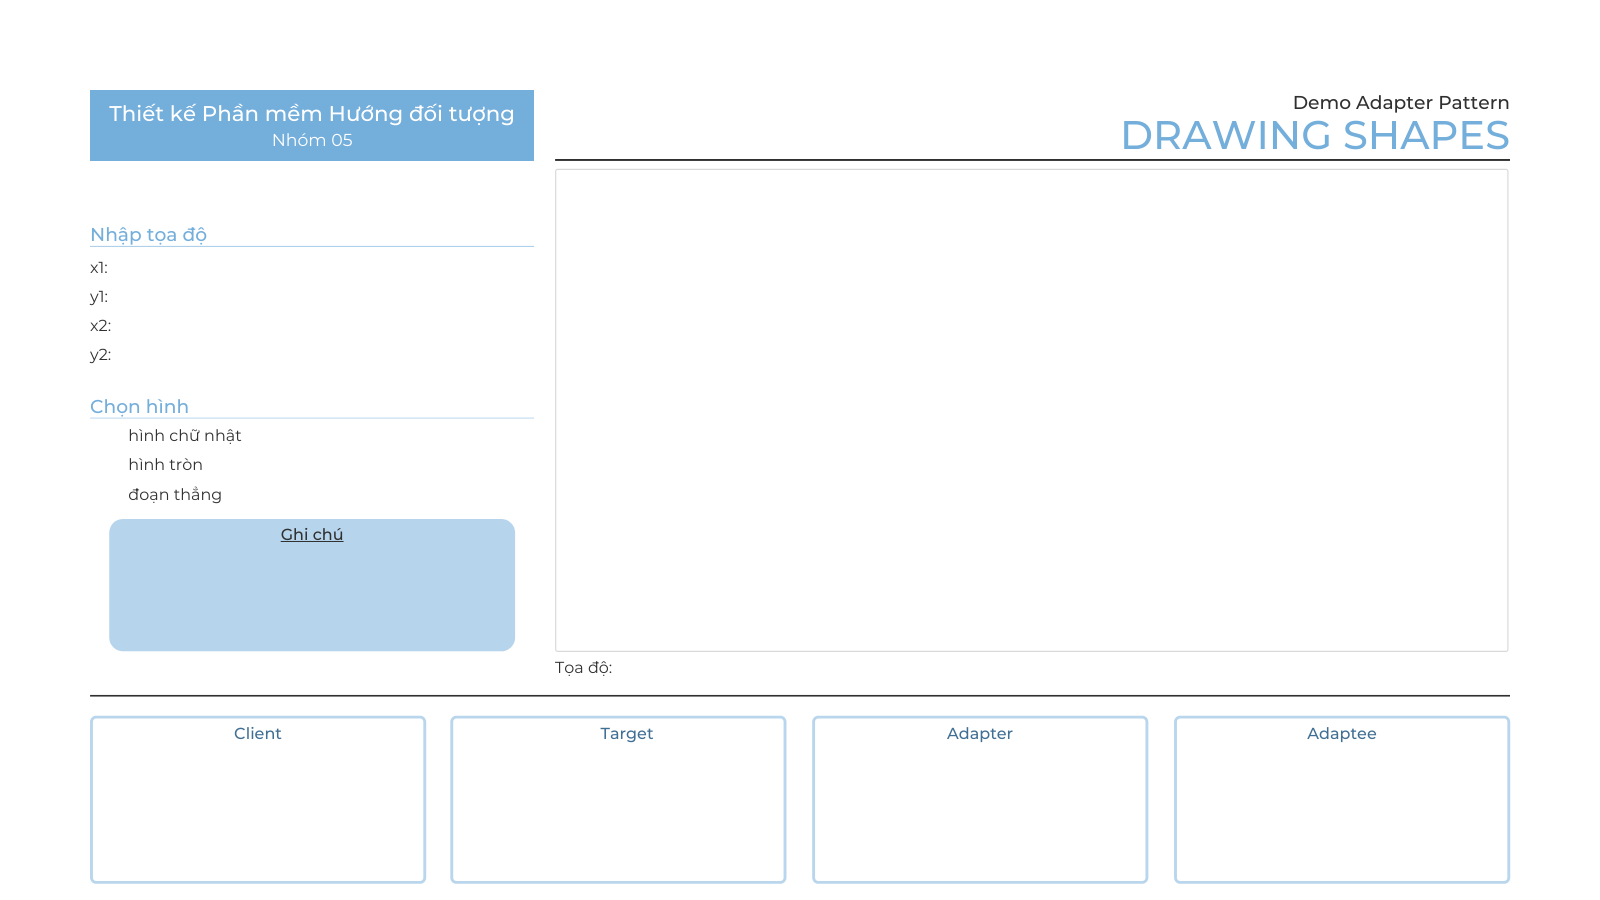 Thiết kế Phần mềm Hướng đối tượng
Nhóm 05
Demo Adapter Pattern
DRAWING SHAPES
Nhập tọa độ
x1:
y1:
x2:
y2:
Chọn hình
hình chữ nhật
hình tròn
đoạn thẳng
Ghi chú
Tọa độ:
Client
Target
Adapter
Adaptee